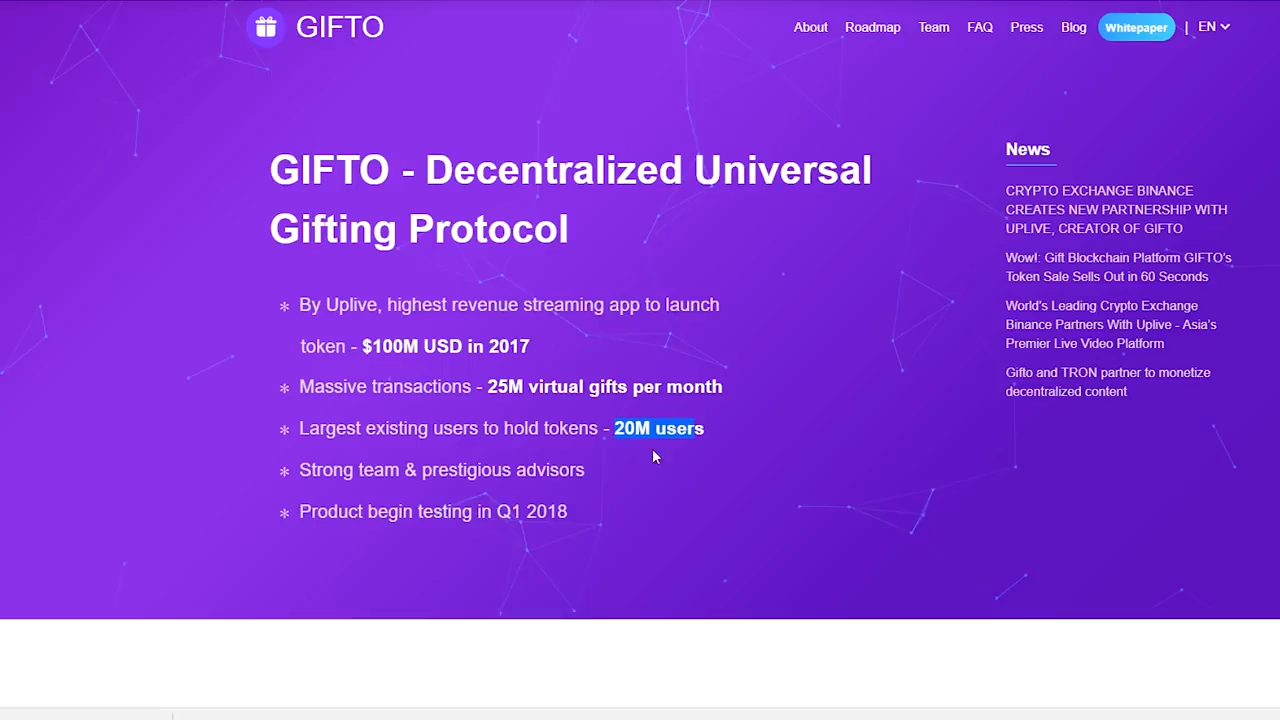 GIFTO
About Roadmap Team FAQ Press Blog Whitepaper | EN
GIFTO - Decentralized Universal
Gifting Protocol
* By Uplive, highest revenue streaming app to launch
token - $100M USD in 2017
* Massive transactions - 25M virtual gifts per month
* Largest existing users to hold tokens - 20M users
* Strong team & prestigious advisors
* Product begin testing in Q1 2018
News
CRYPTO EXCHANGE BINANCE
CREATES NEW PARTNERSHIP WITH
UPLIVE, CREATOR OF GIFTO
Wow!: Gift Blockchain Platform GIFTO's
Token Sale Sells Out in 60 Seconds
World's Leading Crypto Exchange
Binance Partners With Uplive - Asia's
Premier Live Video Platform
Gifto and TRON partner to monetize
decentralized content